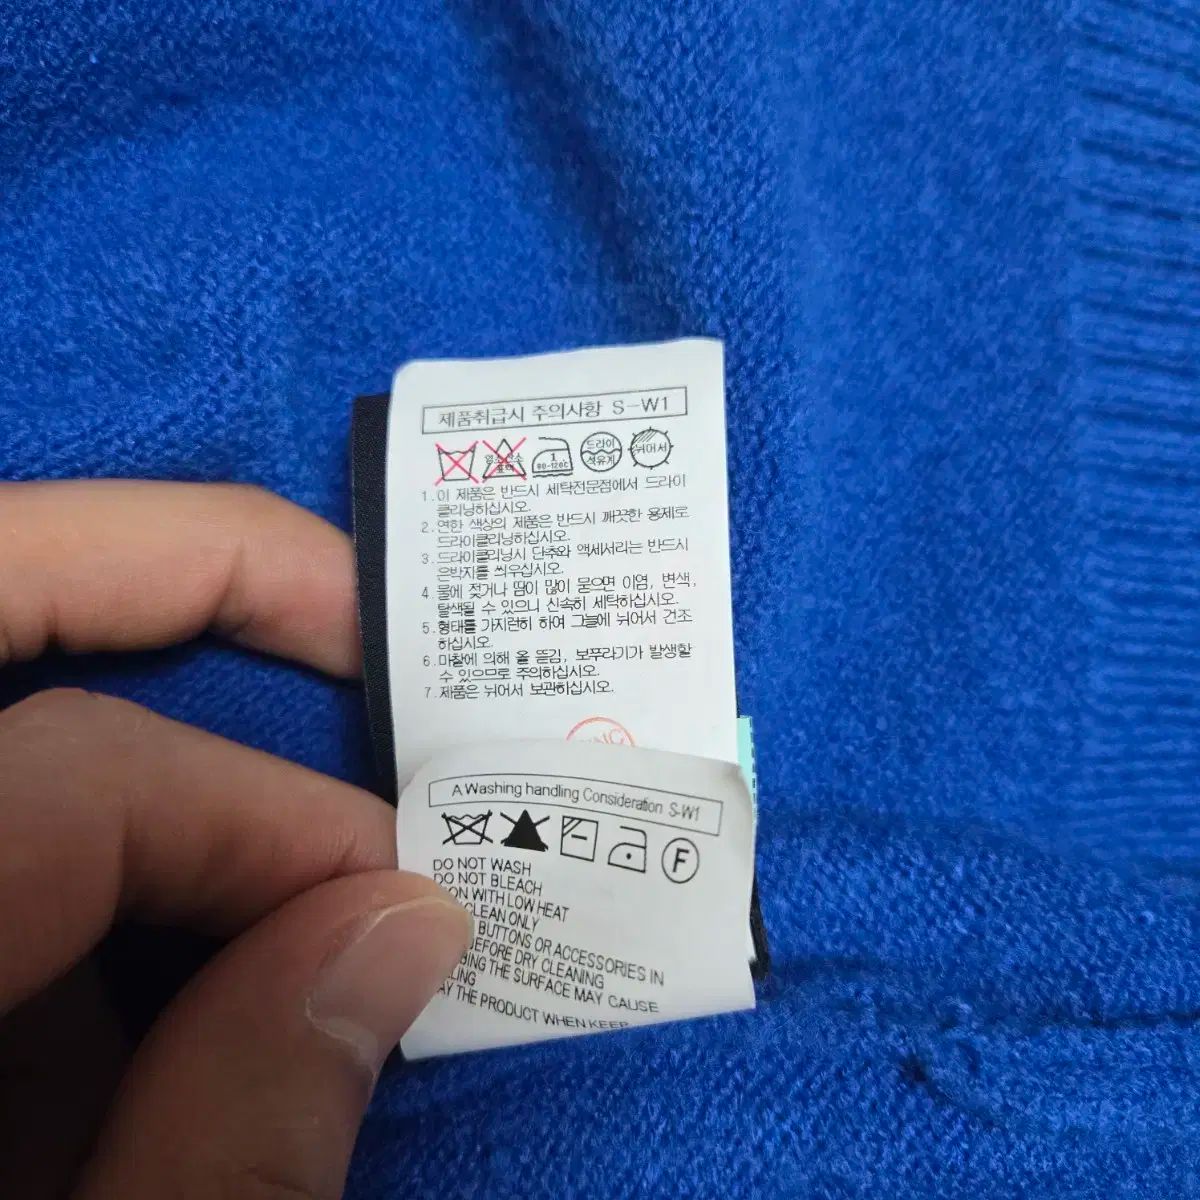 제품취급시 주의사항 S-W1
염소산소 표백
1
80-120C
드라이
석유계
뉘어서
1. 이 제품은 반드시 세탁전문점에서 드라이
클리닝하십시오.
2. 연한 색상의 제품은 반드시 깨끗한 용제로
드라이클리닝하십시오.
3. 드라이클리닝시 단추와 액세서리는 반드시
은박지를 씌우십시오.
4. 물에 젖거나 땀이 많이 묻으면 이염, 변색,
탈색될 수 있으니 신속히 세탁하십시오.
5. 형태를 가지런히 하여 그늘에 뉘어서 건조
하십시오.
6. 마찰에 의해 올 뜯김, 보푸라기가 발생할
수 있으므로 주의하십시오.
7. 제품은 뉘어서 보관하십시오.
A Washing handling Consideration S-W1
F
DO NOT WASH
DO NOT BLEACH
WITH LOW HEAT
CLEAN ONLY
BUTTONS OR ACCESSORIES IN
BEFORE DRY CLEANING
THE SURFACE MAY CAUSE
THE PRODUCT WHEN KEEP